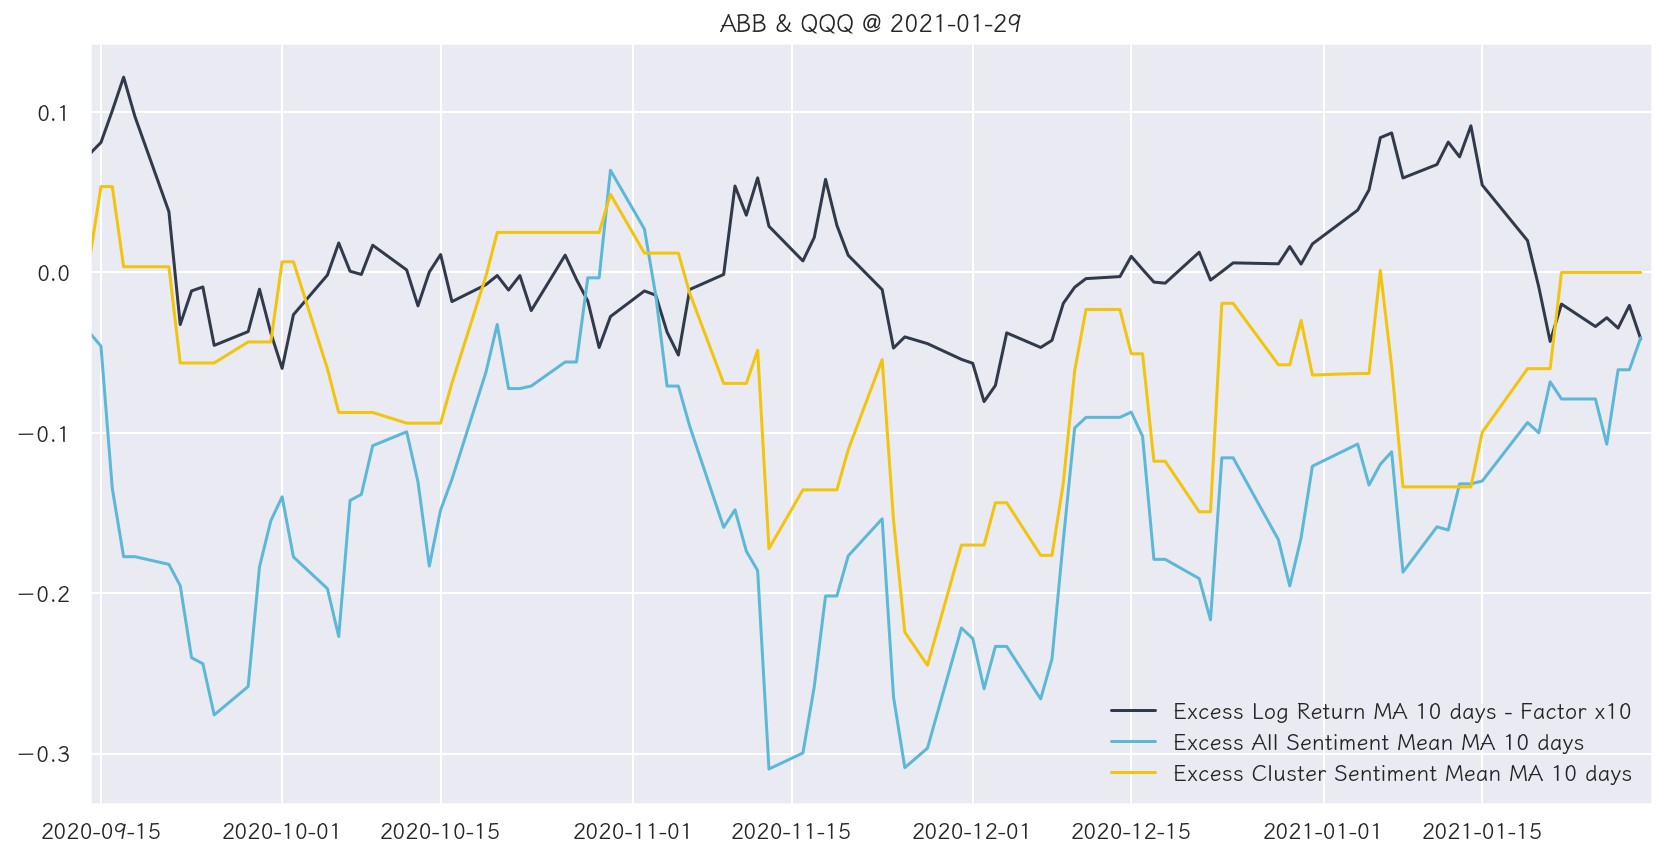 ABB & QQQ @ 2021-01-29
0.1
0.0
−0.1
−0.2
−0.3
Excess Log Return MA 10 days - Factor x10
Excess All Sentiment Mean MA 10 days
Excess Cluster Sentiment Mean MA 10 days
2020-09-15 2020-10-01 2020-10-15 2020-11-01 2020-11-15 2020-12-01 2020-12-15 2021-01-01 2021-01-15